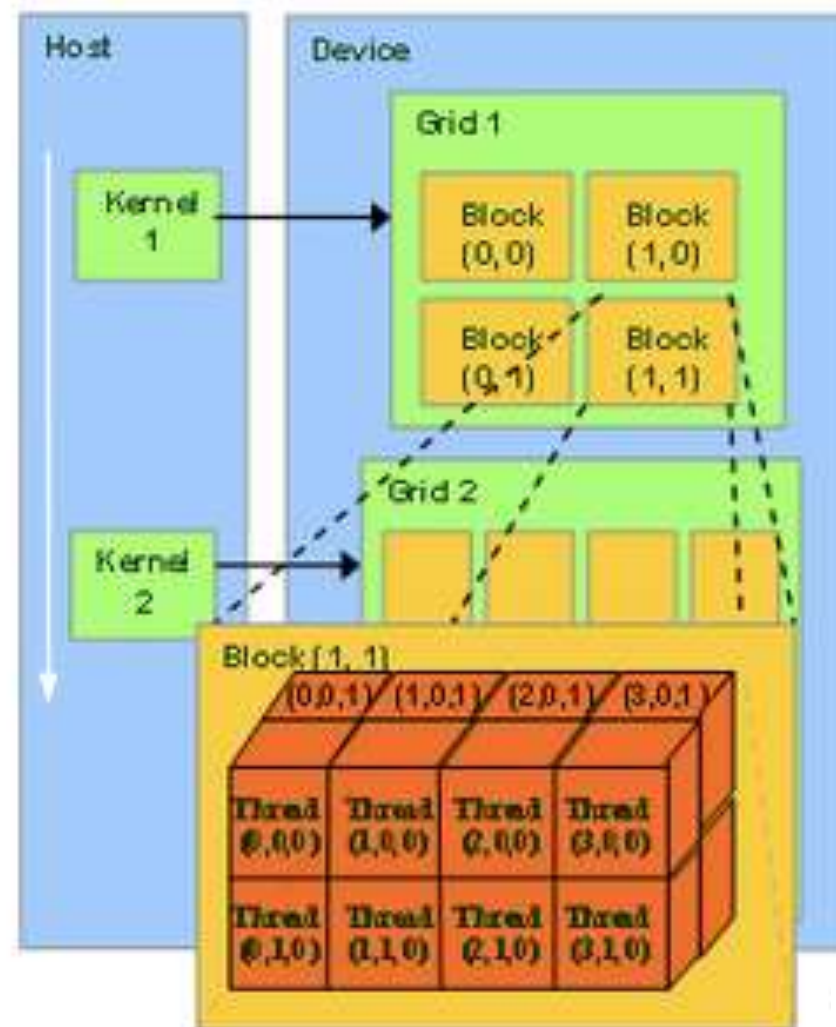 Host
Device
Grid 1
Kernel
1
Block
(0, 0)
Block
(1, 0)
Block
(0, 1)
Block
(1, 1)
Grid 2
Kernel
2
Block (1, 1)
(0,0,1) (1,0,1) (2,0,1) (3,0,1)
Thread
(0,0,0)
Thread
(1,0,0)
Thread
(2,0,0)
Thread
(3,0,0)
Thread
(0,1,0)
Thread
(1,1,0)
Thread
(2,1,0)
Thread
(3,1,0)